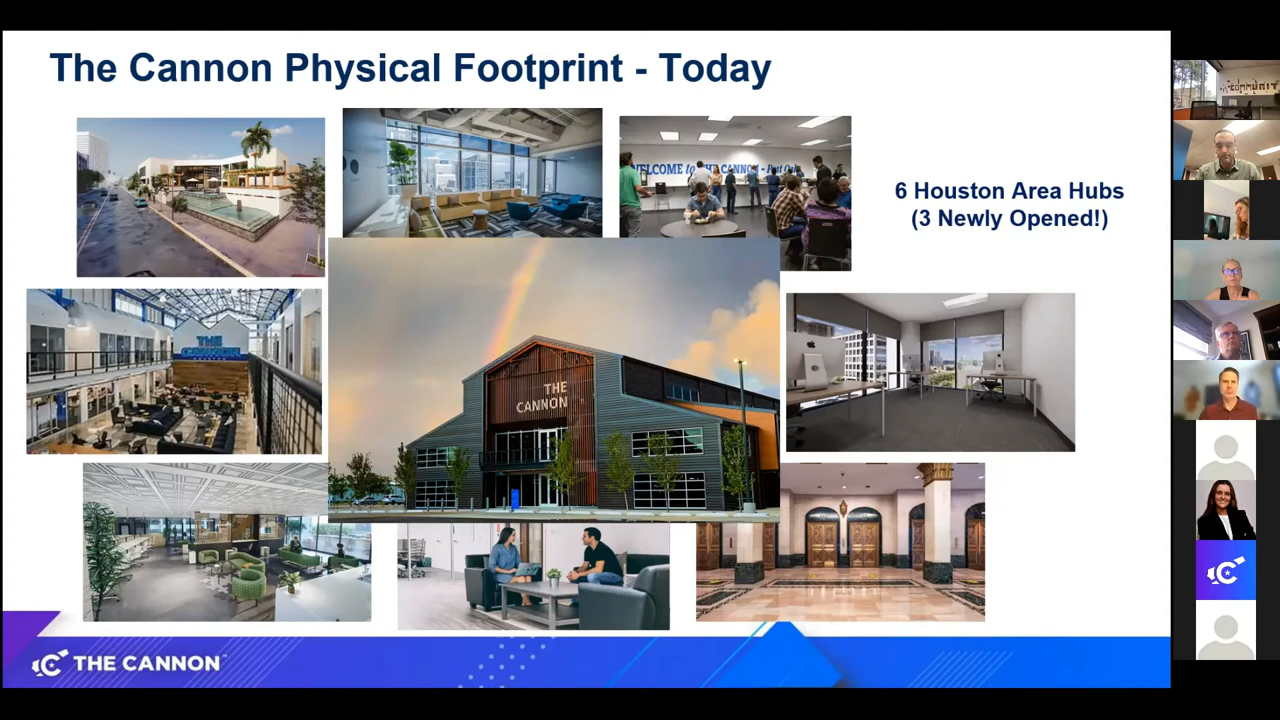 The Cannon Physical Footprint - Today
WELCOME to THE CANNON - Post Oak
6 Houston Area Hubs
(3 Newly Opened!)
THE
CANNON
THE
CANNON
THE CANNON